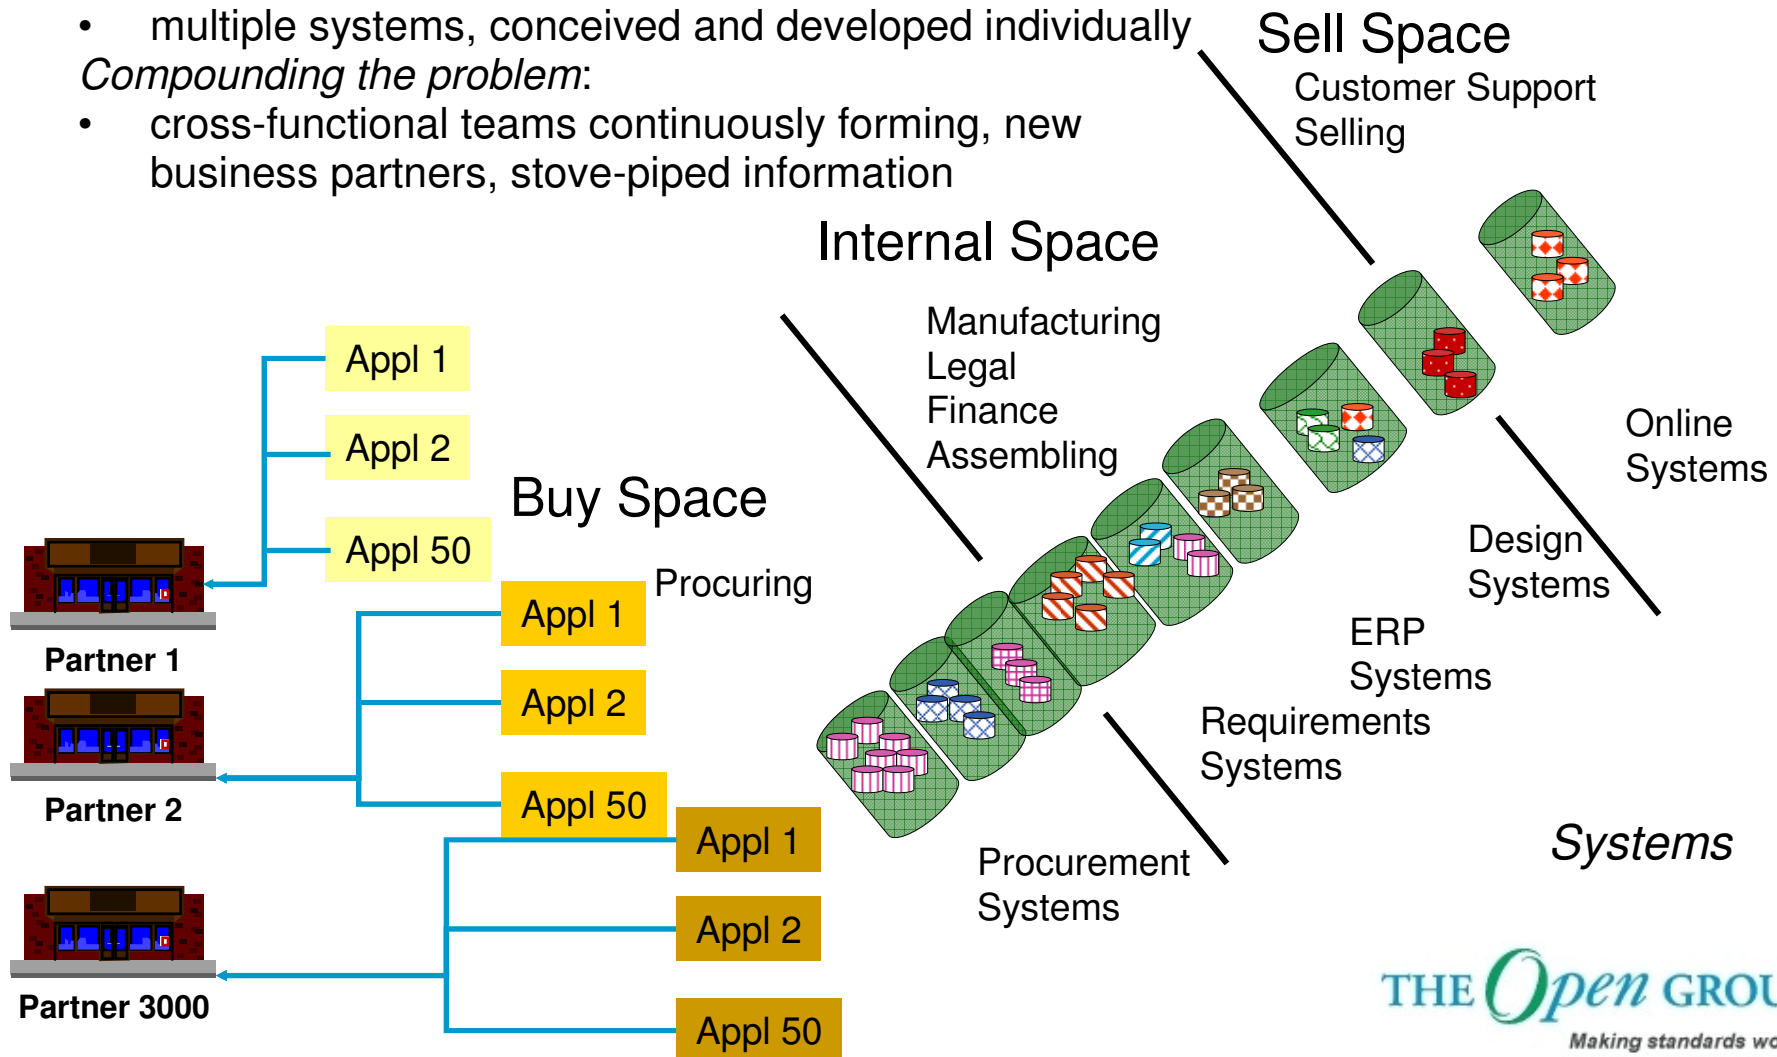 • multiple systems, conceived and developed individually
Compounding the problem:
• cross-functional teams continuously forming, new
business partners, stove-piped information
Sell Space
Customer Support
Selling
Internal Space
Manufacturing
Legal
Finance
Assembling
Buy Space
Procuring
Appl 1
Appl 2
Appl 50
Partner 1
Appl 1
Appl 2
Appl 50
Partner 2
Appl 1
Appl 2
Appl 50
Partner 3000
Online
Systems
Design
Systems
ERP
Systems
Requirements
Systems
Procurement
Systems
Systems
THE Open GROU
Making standards wo